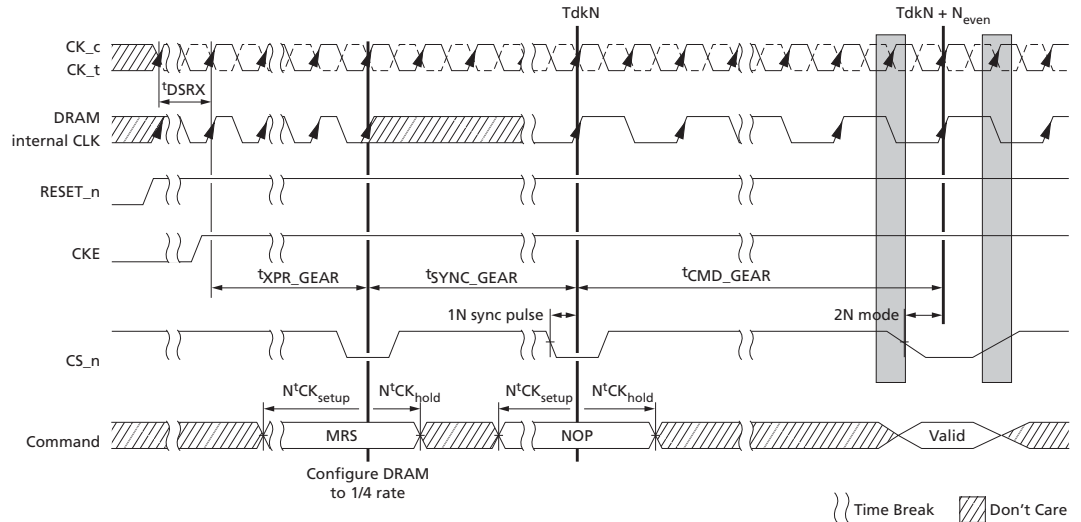 TdkN
TdkN + Neven
CK_c
CK_t
tDSRX
DRAM
internal CLK
RESET_n
CKE
tXPR_GEAR
tSYNC_GEAR
tCMD_GEAR
1N sync pulse
2N mode
CS_n
NtCKsetup
NtCKhold
NtCKsetup
NtCKhold
Command
MRS
NOP
Valid
Configure DRAM
to 1/4 rate
Time Break
Don't Care